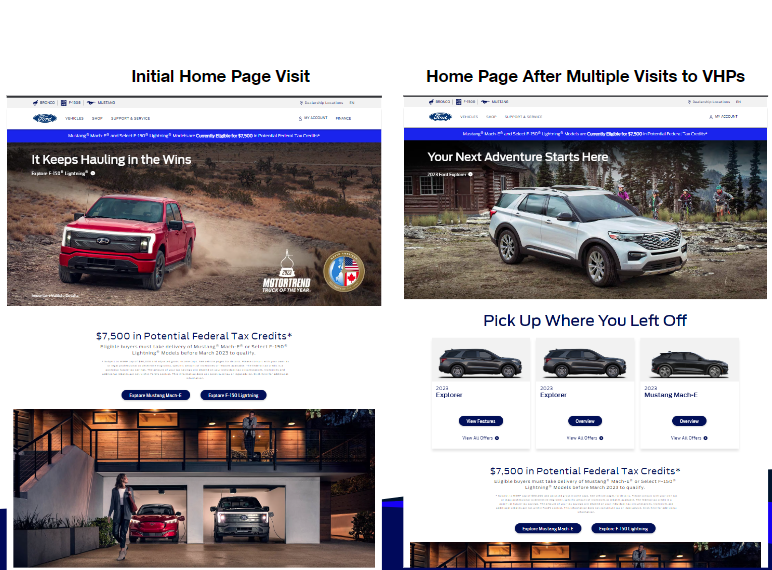 Initial Home Page Visit
BRONCO
F-150
MUSTANG
Dealership Locations EN
Ford
VEHICLES SHOP SUPPORT & SERVICE
MY ACCOUNT FINANCE
Mustang® Mach-E® and Select F-150® Lightning® Models are Currently Eligible for $7,500 in Potential Federal Tax Credits*
It Keeps Hauling in the Wins
Explore F-150® Lightning®
2023
MOTORTREND
TRUCK OF THE YEAR
$7,500 in Potential Federal Tax Credits*
Eligible buyers must take delivery of Mustang® Mach-E® or Select F-150®
Lightning® Models before March 2023 to qualify.
Explore Mustang Mach-E Explore F-150 Lightning
Home Page After Multiple Visits to VHPs
BRONCO
F-150
MUSTANG
Dealership Locations EN
Ford
VEHICLES SHOP SUPPORT & SERVICE
MY ACCOUNT
Mustang® Mach-E® and Select F-150® Lightning® Models are Currently Eligible for $7,500 in Potential Federal Tax Credits*
Your Next Adventure Starts Here
2023 Ford Explorer
Pick Up Where You Left Off
2023
Explorer
View Features
View All Offers
2023
Explorer
Overview
View All Offers
2023
Mustang Mach-E
Overview
View All Offers
$7,500 in Potential Federal Tax Credits*
Eligible buyers must take delivery of Mustang® Mach-E® or Select F-150®
Lightning® Models before March 2023 to qualify.
Explore Mustang Mach-E Explore F-150 Lightning